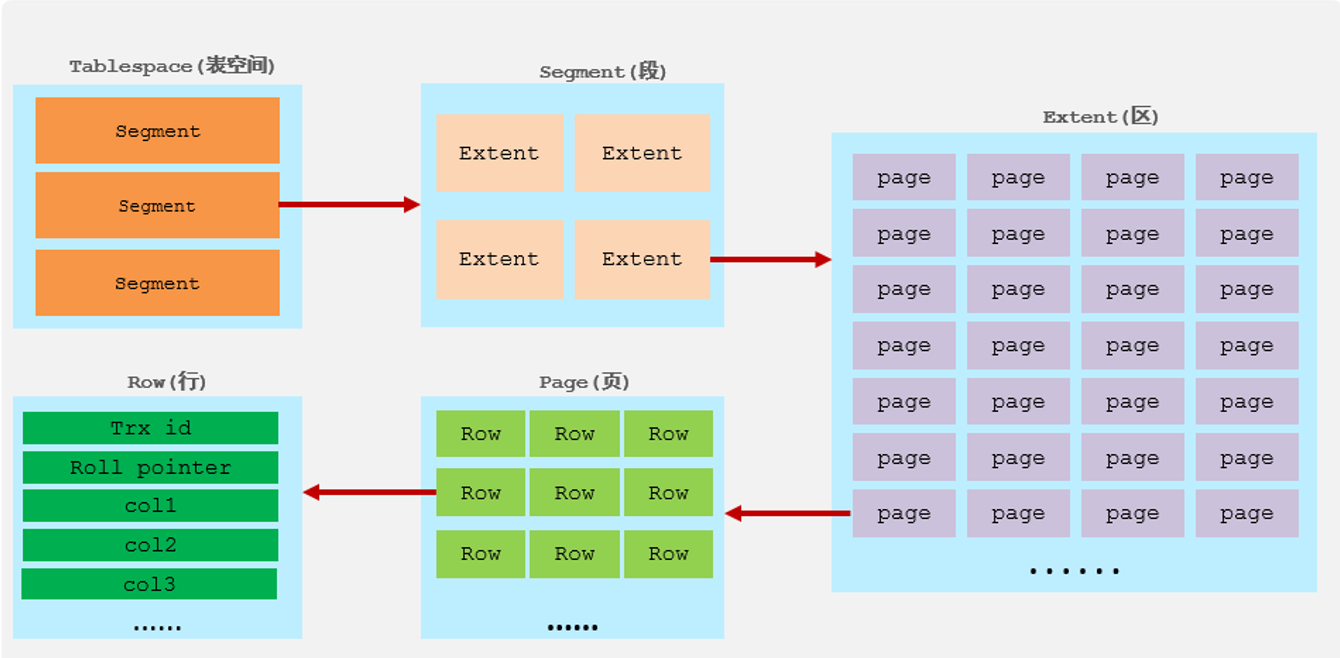 Tablespace(表空间)
Segment
Segment
Segment
Segment(段)
Extent Extent
Extent Extent
Extent(区)
page page page page
page page page page
page page page page
page page page page
page page page page
page page page page
page page page page
......
Row(行)
Trx id
Roll pointer
col1
col2
col3
......
Page(页)
Row Row Row
Row Row Row
Row Row Row
......